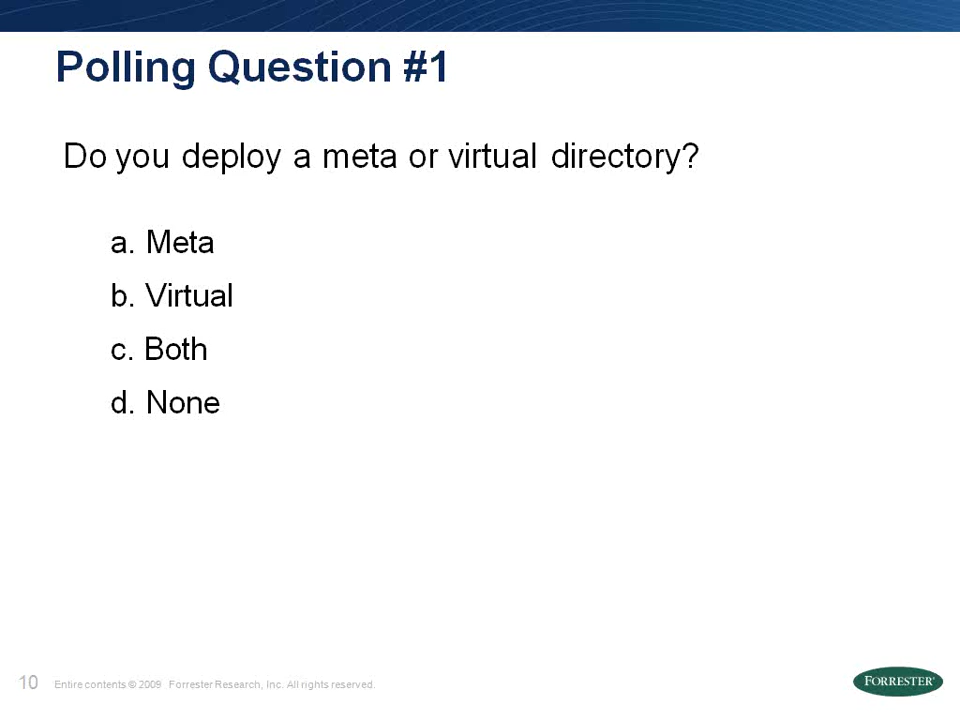 Polling Question #1
Do you deploy a meta or virtual directory?
a. Meta
b. Virtual
c. Both
d. None
10 Entire contents © 2009 Forrester Research, Inc. All rights reserved.
FORRESTER®